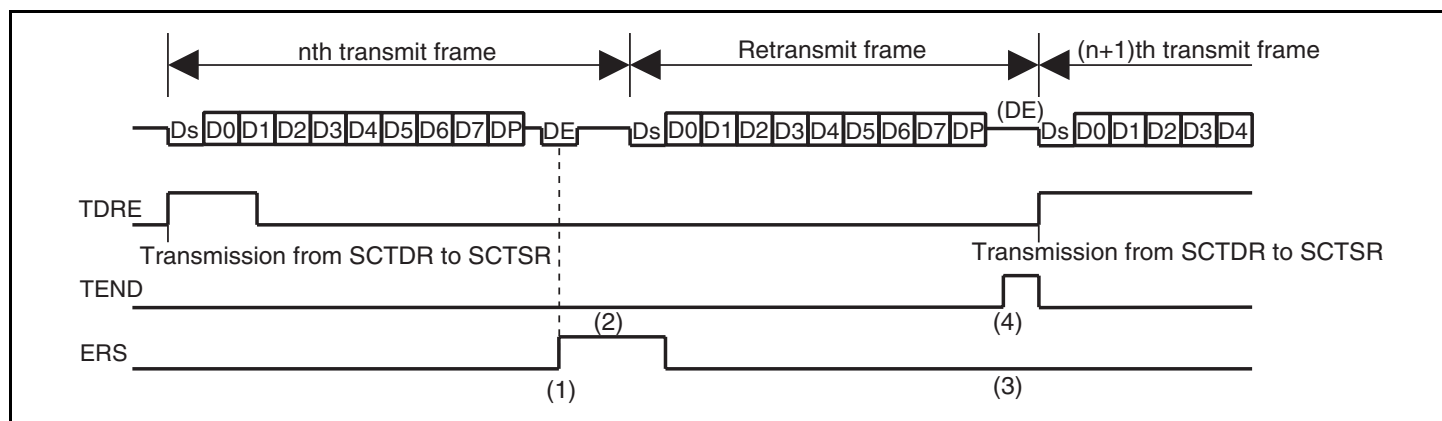 nth transmit frame Retransmit frame (n+1)th transmit frame
Ds D0 D1 D2 D3 D4 D5 D6 D7 DP DE Ds D0 D1 D2 D3 D4 D5 D6 D7 DP (DE) Ds D0 D1 D2 D3 D4
TDRE
Transmission from SCTDR to SCTSR Transmission from SCTDR to SCTSR
TEND
(2) (4)
ERS
(1) (3)